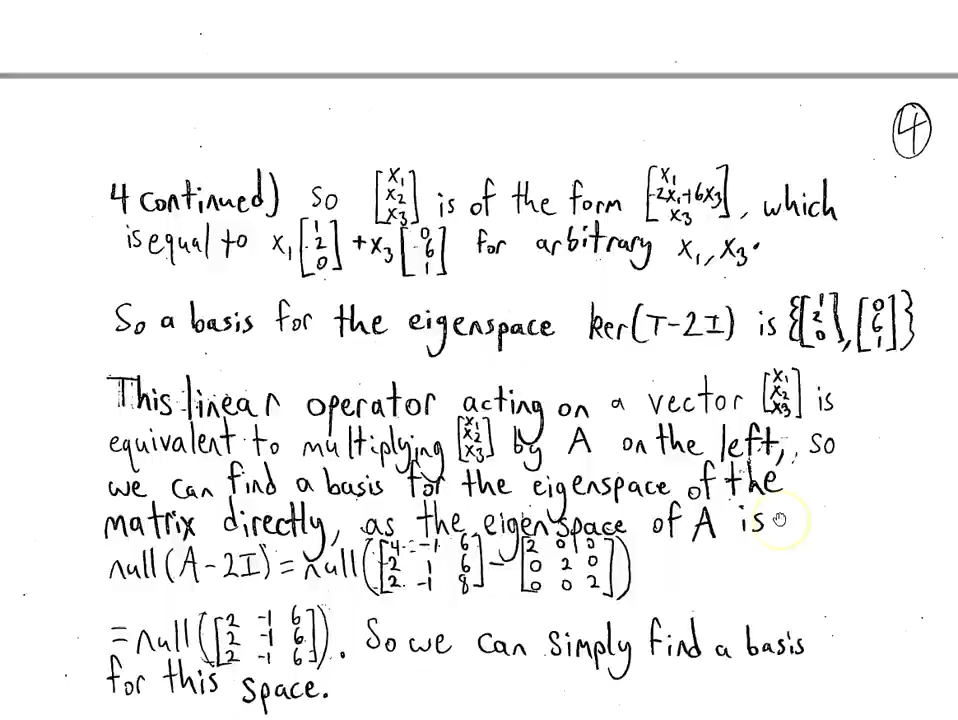 4
4 continued) So [x₁ x₂ x₃] is of the form [x₁ 2x₁+6x₃ x₃], which
is equal to x₁[1 2 0] + x₃[0 6 1] for arbitrary x₁, x₃.
So a basis for the eigenspace ker(T-2I) is {[1 2 0], [0 6 1]}
This linear operator acting on a vector [x₁ x₂ x₃] is
equivalent to multiplying [x₁ x₂ x₃] by A on the left, so
we can find a basis for the eigenspace of the
matrix directly, as the eigenspace of A is
null(A-2I) = null([4 -1 6 2 1 6 2 -1 8] - [2 0 0 0 2 0 0 0 2])
= null([2 -1 6 2 -1 6 2 -1 6]). So we can simply find a basis
for this space.